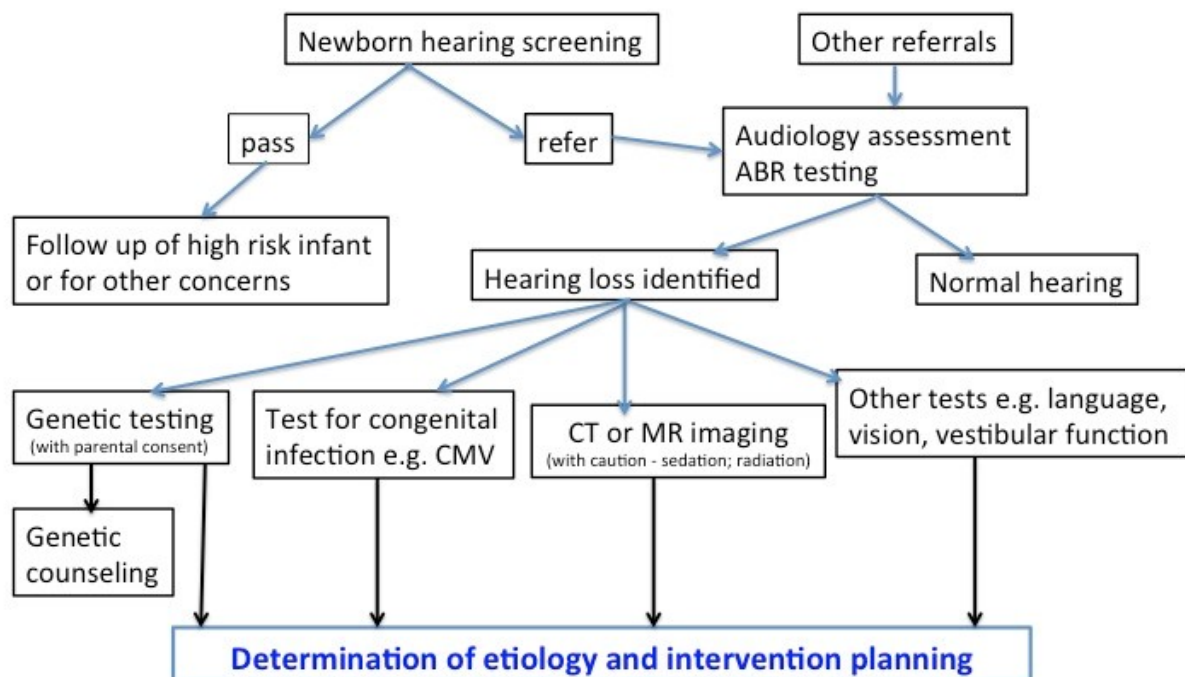 Newborn hearing screening
Other referrals
pass
refer
Audiology assessment
ABR testing
Follow up of high risk infant
or for other concerns
Hearing loss identified
Normal hearing
Genetic testing
(with parental consent)
Test for congenital
infection e.g. CMV
CT or MR imaging
(with caution - sedation; radiation)
Other tests e.g. language,
vision, vestibular function
Genetic
counseling
Determination of etiology and intervention planning